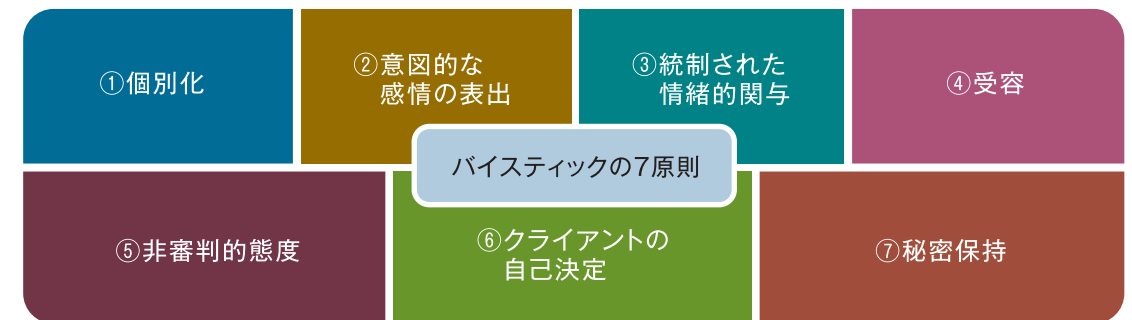 ①個別化
②意図的な
感情の表出
③統制された
情緒的関与
④受容
バイスティックの7原則
⑤非審判的態度
⑥クライアントの
自己決定
⑦秘密保持